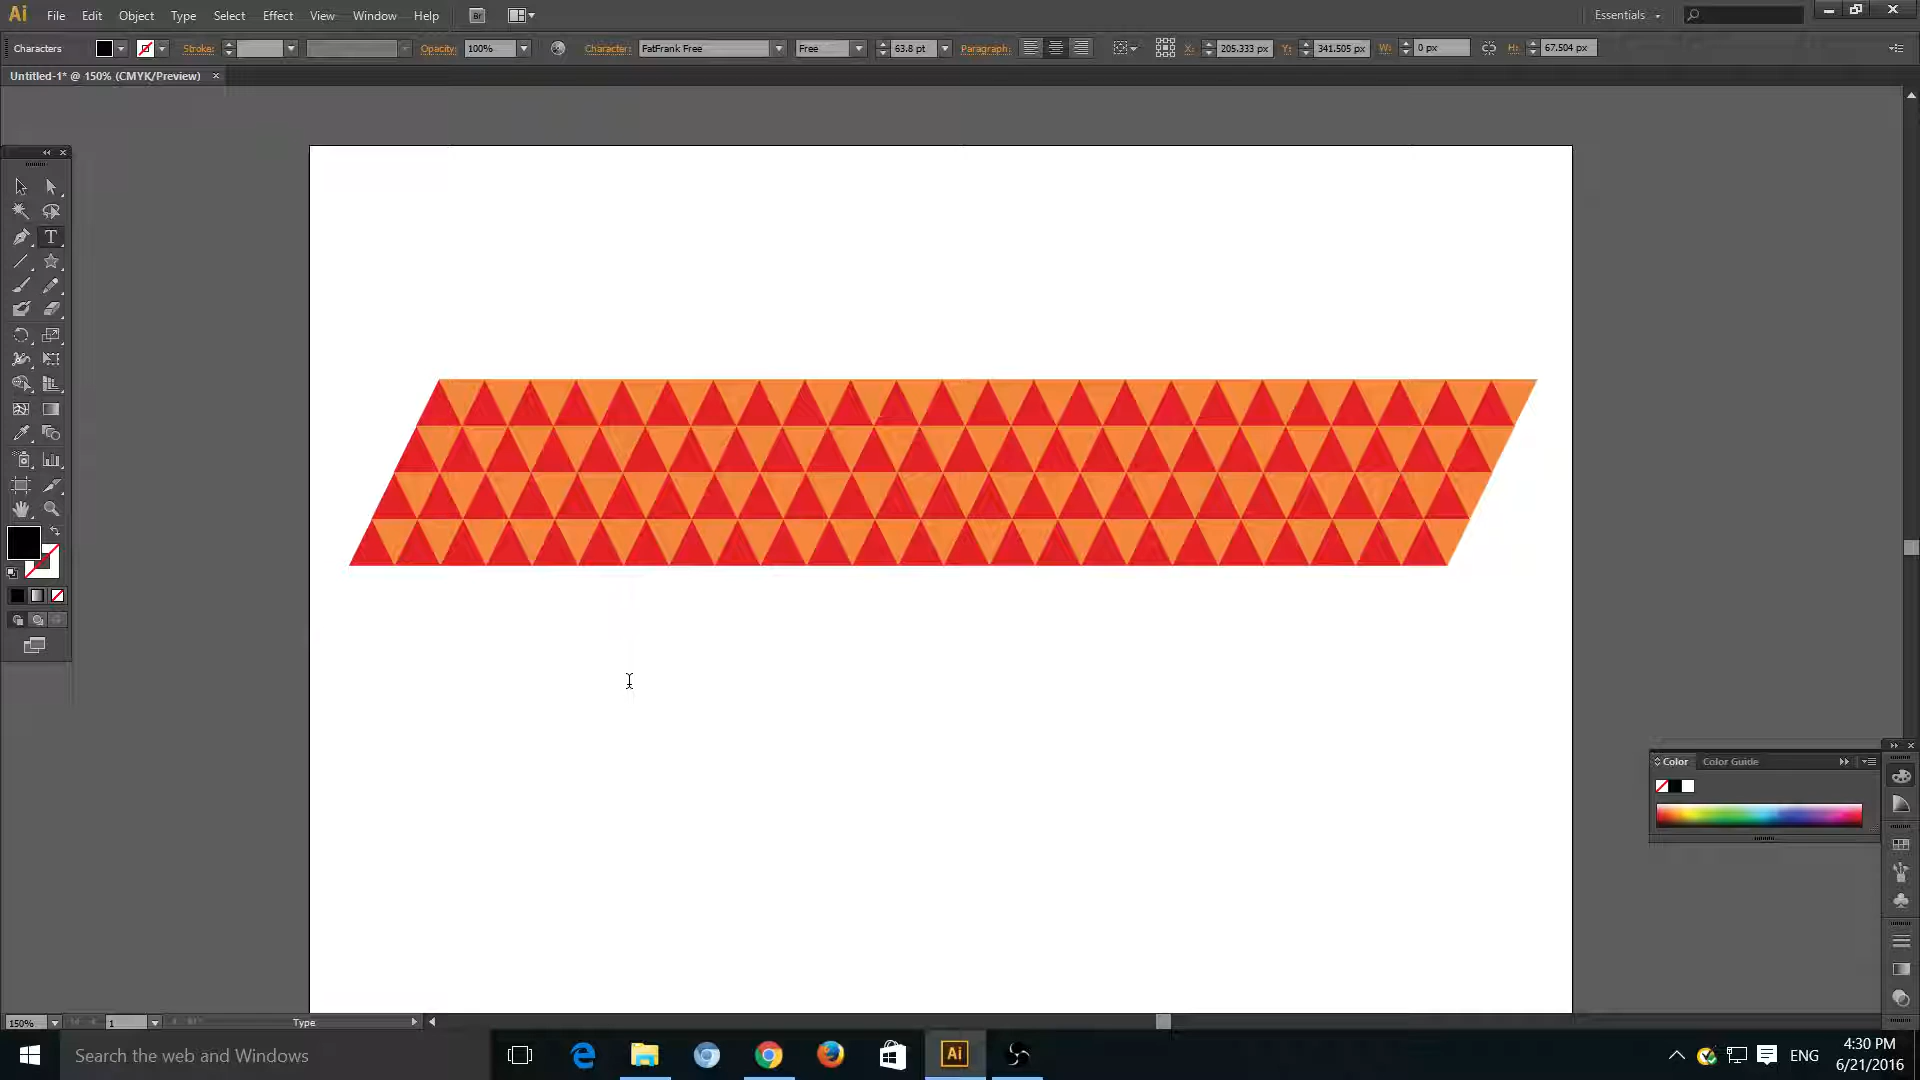 Ai File Edit Object Type Select Effect View Window Help Br Essentials
Characters Stroke: Opacity: 100% Character: FatFrank Free Free 63.8 pt Paragraph: X: 205.333 px Y: 341.505 px W: 0 px H: 67.504 px
Untitled-1* @ 150% (CMYK/Preview)
T
Color Color Guide
150% 1 Type
Search the web and Windows Ai ENG 4:30 PM
6/21/2016